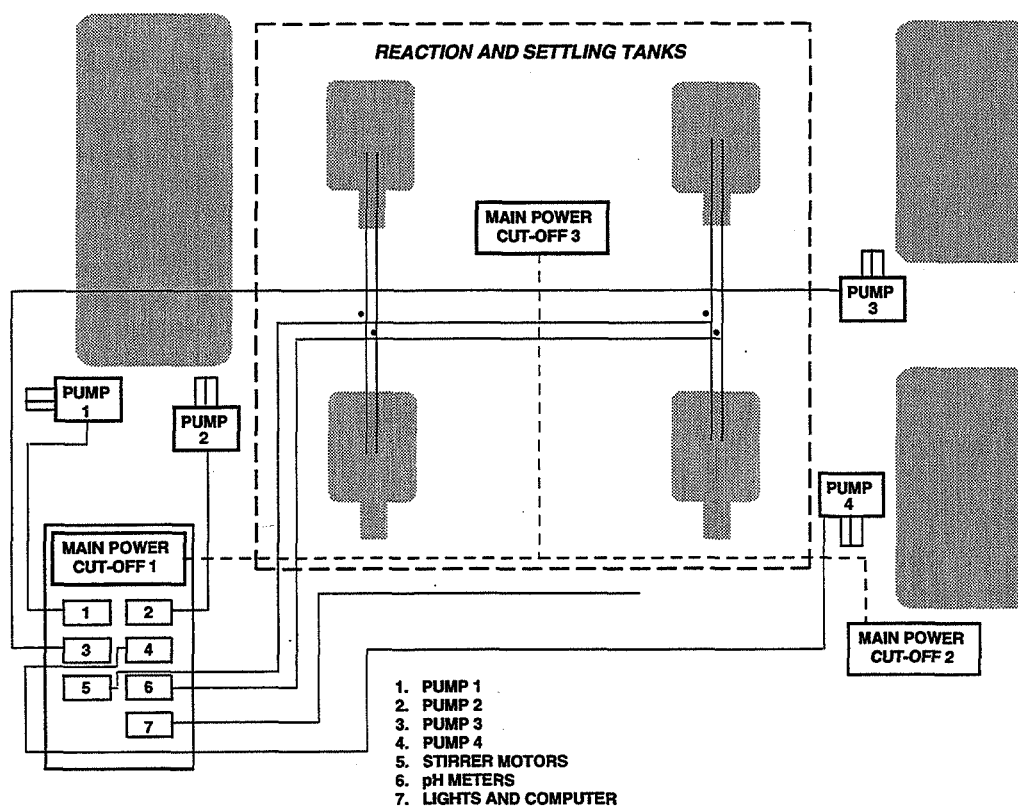 REACTION AND SETTLING TANKS
MAIN POWER
CUT-OFF 3
PUMP
3
PUMP
1
PUMP
2
PUMP
4
MAIN POWER
CUT-OFF 1
1
2
3
4
5
6
7
MAIN POWER
CUT-OFF 2
1. PUMP 1
2. PUMP 2
3. PUMP 3
4. PUMP 4
5. STIRRER MOTORS
6. pH METERS
7. LIGHTS AND COMPUTER